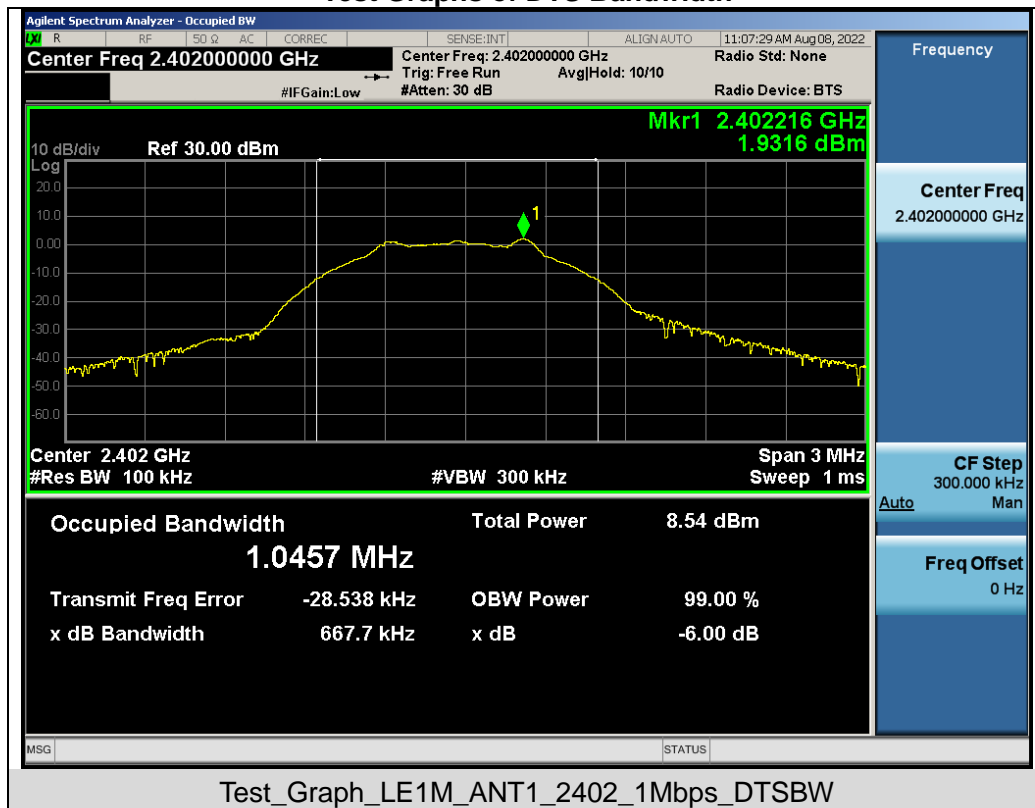 Test Graphs of DTS Bandwidth
Agilent Spectrum Analyzer - Occupied BW
LXI R RF 50 Ω AC CORREC SENSE:INT ALIGN AUTO 11:07:29 AM Aug 08, 2022
Center Freq 2.402000000 GHz
Center Freq: 2.402000000 GHz
Radio Std: None
Trig: Free Run Avg|Hold: 10/10
#IFGain:Low #Atten: 30 dB Radio Device: BTS
Mkr1 2.402216 GHz
1.9316 dBm
10 dB/div Ref 30.00 dBm
Log
20.0
10.0
0.00
-10.0
-20.0
-30.0
-40.0
-50.0
-60.0
1
Center 2.402 GHz Span 3 MHz
#Res BW 100 kHz #VBW 300 kHz Sweep 1 ms
Occupied Bandwidth Total Power 8.54 dBm
1.0457 MHz
Transmit Freq Error -28.538 kHz OBW Power 99.00 %
x dB Bandwidth 667.7 kHz x dB -6.00 dB
MSG STATUS
Frequency
Center Freq
2.402000000 GHz
CF Step
300.000 kHz
Auto Man
Freq Offset
0 Hz
Test_Graph_LE1M_ANT1_2402_1Mbps_DTSBW